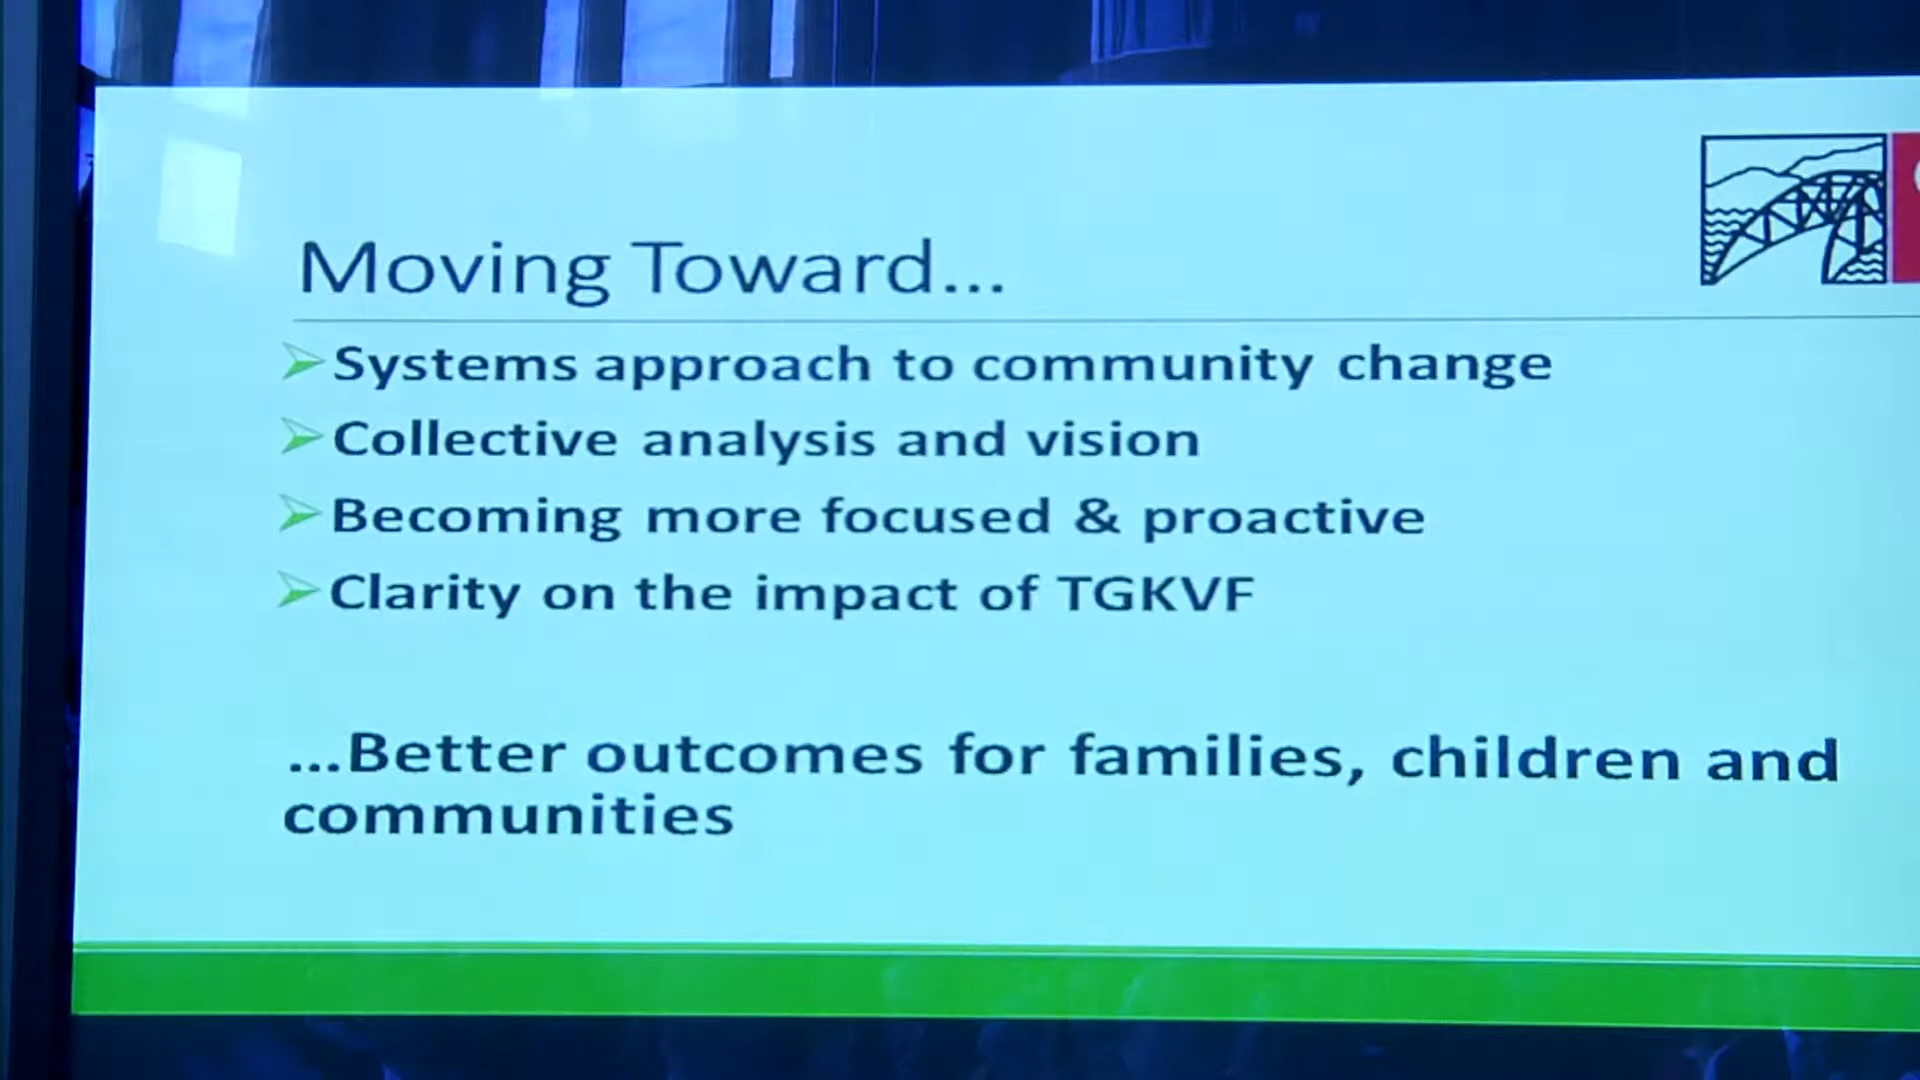 Moving Toward...
Systems approach to community change
Collective analysis and vision
Becoming more focused & proactive
Clarity on the impact of TGKVF
...Better outcomes for families, children and
communities